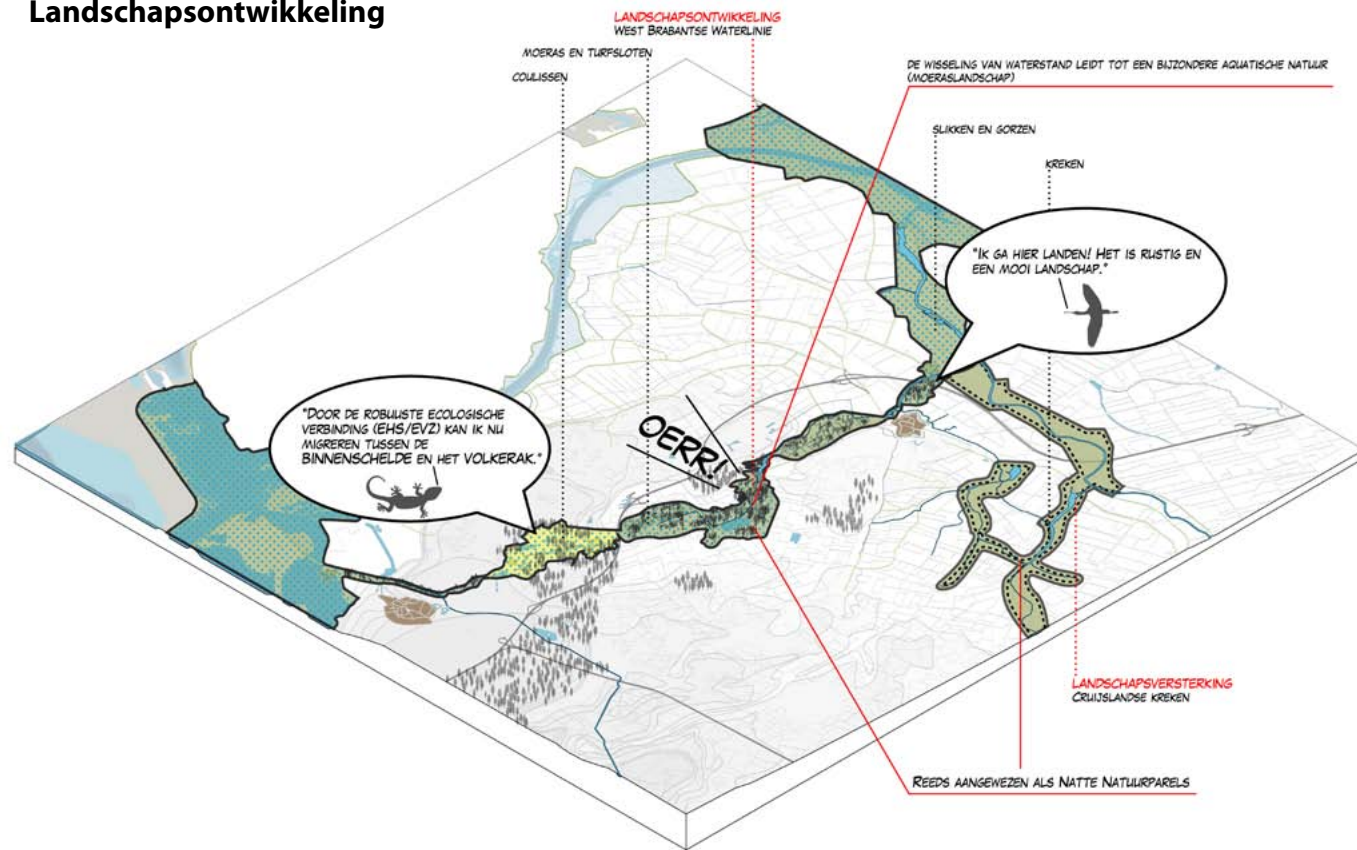 Landschapsontwikkeling
LANDSCHAPSONTWIKKELING
WEST BRABANTSE WATERLINIE
MOERAS EN TURFSLOTEN
COULISSEN
DE WISSELING VAN WATERSTAND LEIDT TOT EEN BIJZONDERE AQUATISCHE NATUUR
(MOERASLANDSCHAP)
SLIKKEN EN GORZEN
KREKEN
"IK GA HIER LANDEN! HET IS RUSTIG EN
EEN MOOI LANDSCHAP."
"DOOR DE ROBUUSTE ECOLOGISCHE
VERBINDING (EHS/EVZ) KAN IK NU
MIGREREN TUSSEN DE
BINNENSCHELDE EN HET VOLKERAK."
OERR!
LANDSCHAPSVERSTERKING
CRUIJSLANDSE KREKEN
REEDS AANGEWEZEN ALS NATTE NATUURPARELS